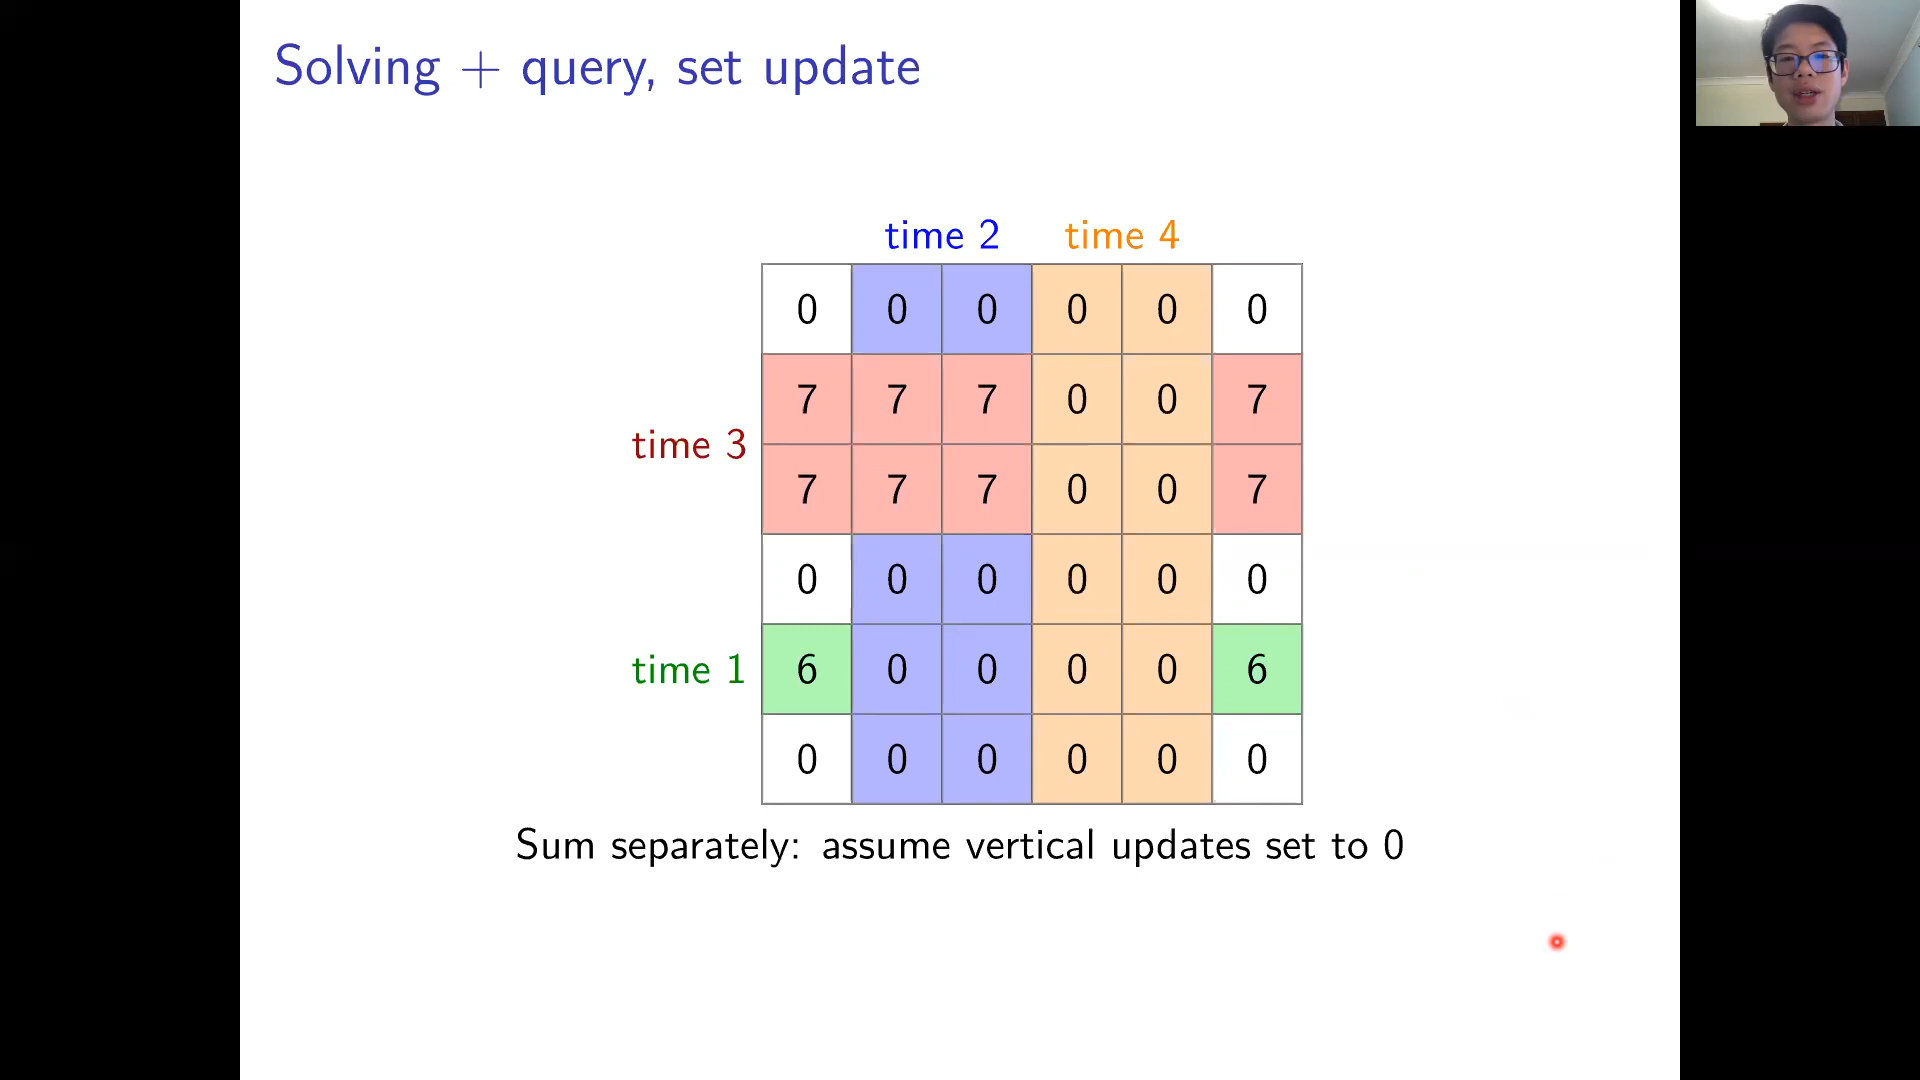 Solving + query, set update
time 2 time 4
0 0 0 0 0 0
7 7 7 0 0 7
time 3
7 7 7 0 0 7
0 0 0 0 0 0
time 1 6 0 0 0 0 6
0 0 0 0 0 0
Sum separately: assume vertical updates set to 0